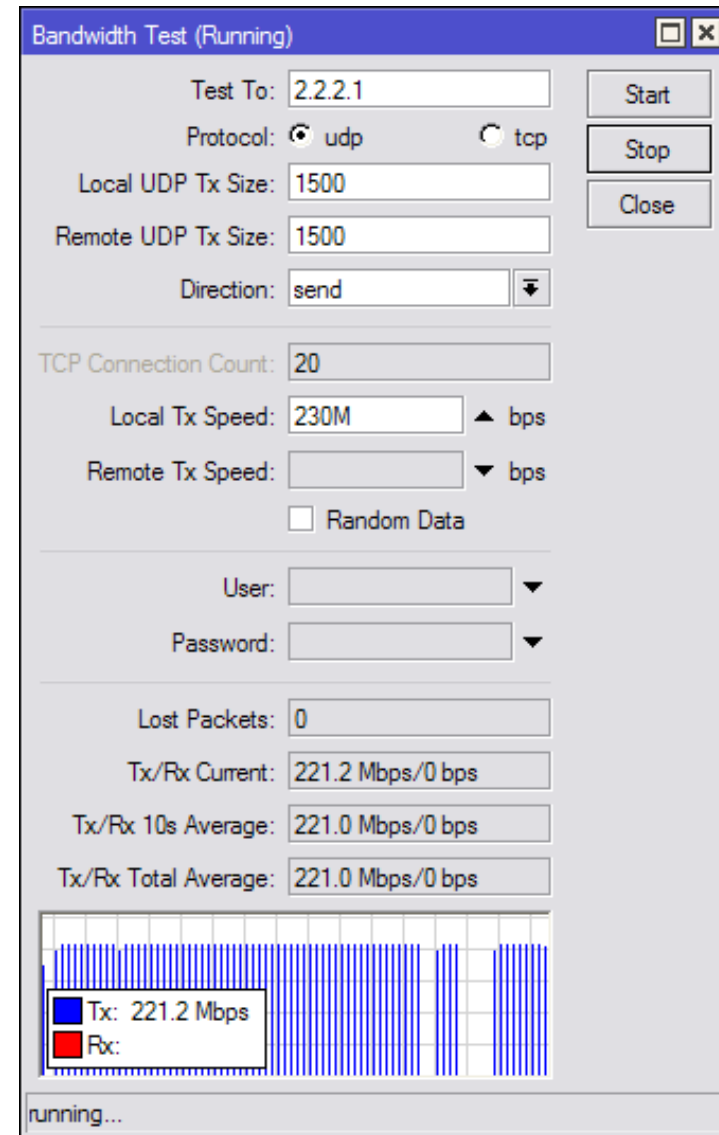 Bandwidth Test (Running)
Test To: 2.2.2.1
Start
Protocol: udp tcp
Stop
Local UDP Tx Size: 1500
Close
Remote UDP Tx Size: 1500
Direction: send
TCP Connection Count: 20
Local Tx Speed: 230M bps
Remote Tx Speed: bps
Random Data
User:
Password:
Lost Packets: 0
Tx/Rx Current: 221.2 Mbps/0 bps
Tx/Rx 10s Average: 221.0 Mbps/0 bps
Tx/Rx Total Average: 221.0 Mbps/0 bps
Tx: 221.2 Mbps
Rx:
running...